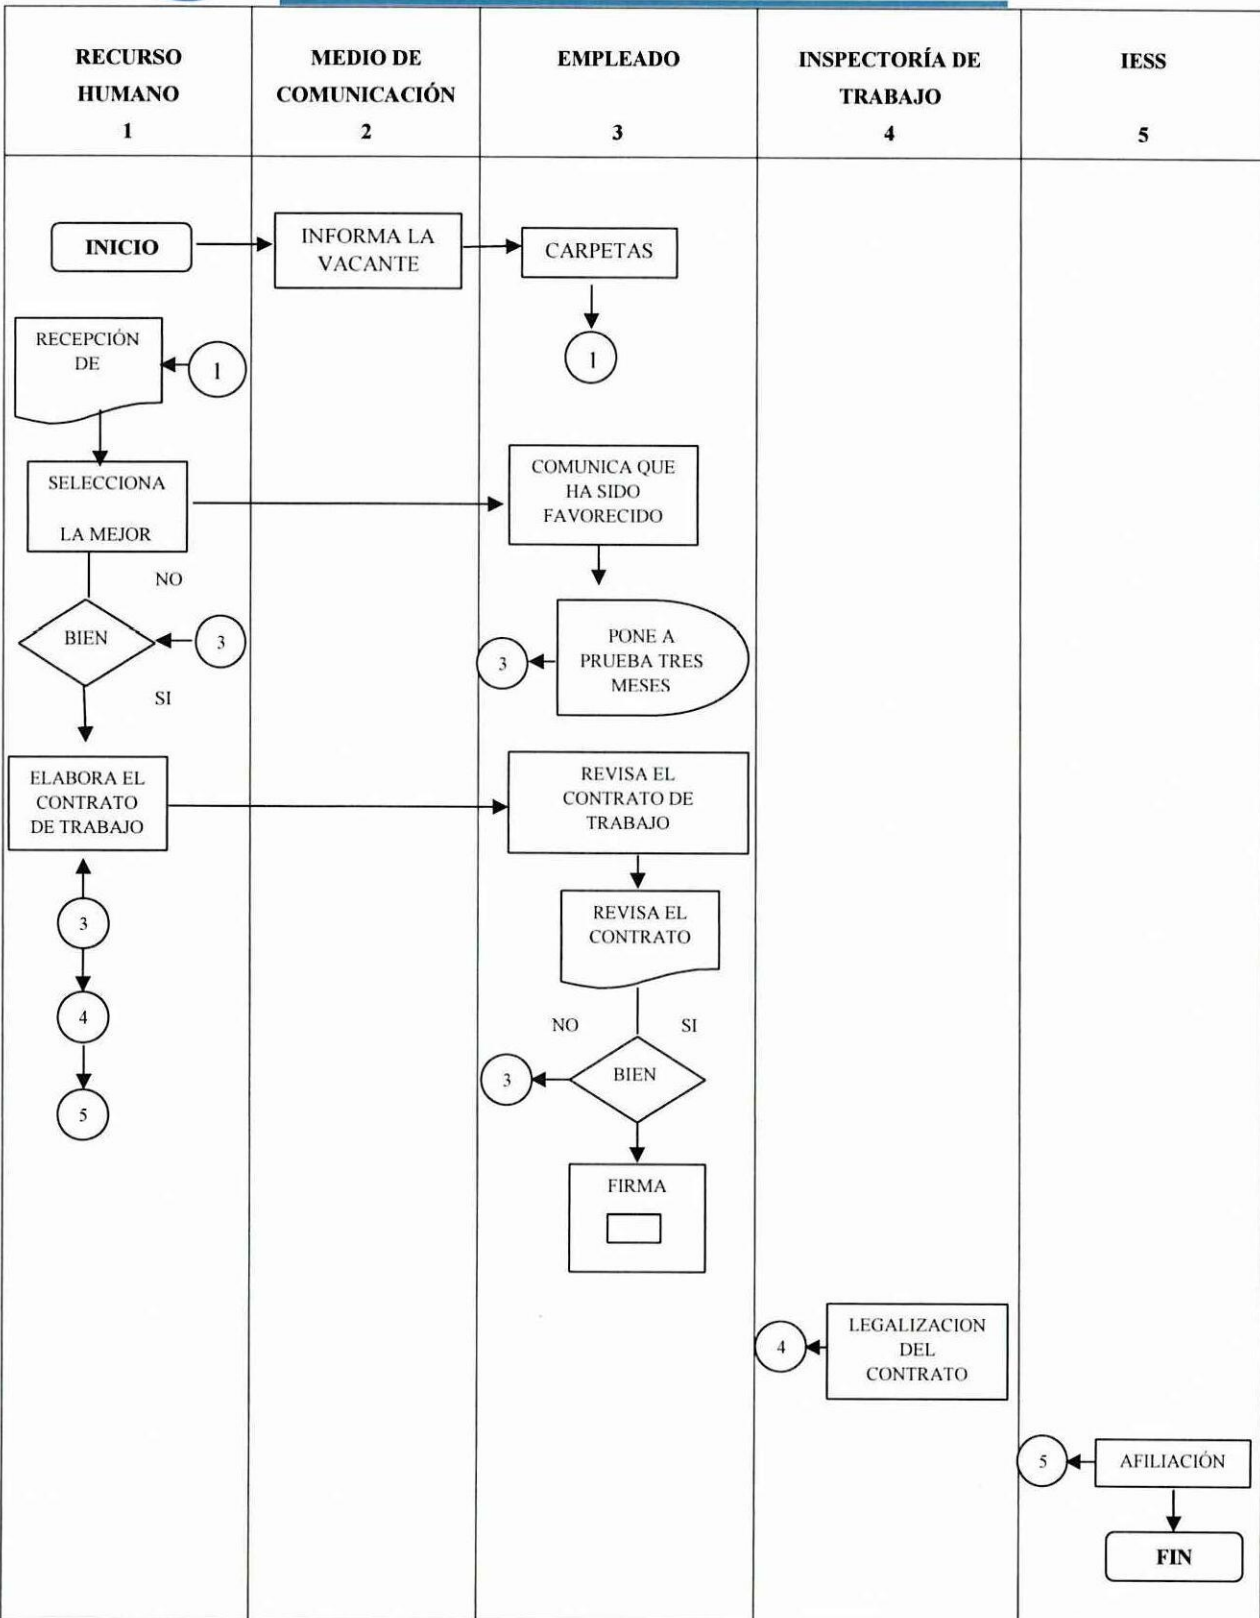 RECURSO
HUMANO
1
MEDIO DE
COMUNICACIÓN
2
EMPLEADO
3
INSPECTORÍA DE
TRABAJO
4
IESS
5
INICIO
INFORMA LA
VACANTE
CARPETAS
1
RECEPCIÓN
DE
1
SELECCIONA
LA MEJOR
COMUNICA QUE
HA SIDO
FAVORECIDO
NO
BIEN
3
SI
3
PONE A
PRUEBA TRES
MESES
ELABORA EL
CONTRATO
DE TRABAJO
REVISA EL
CONTRATO DE
TRABAJO
3
4
5
REVISA EL
CONTRATO
NO
SI
3
BIEN
FIRMA
4
LEGALIZACION
DEL
CONTRATO
5
AFILIACIÓN
FIN